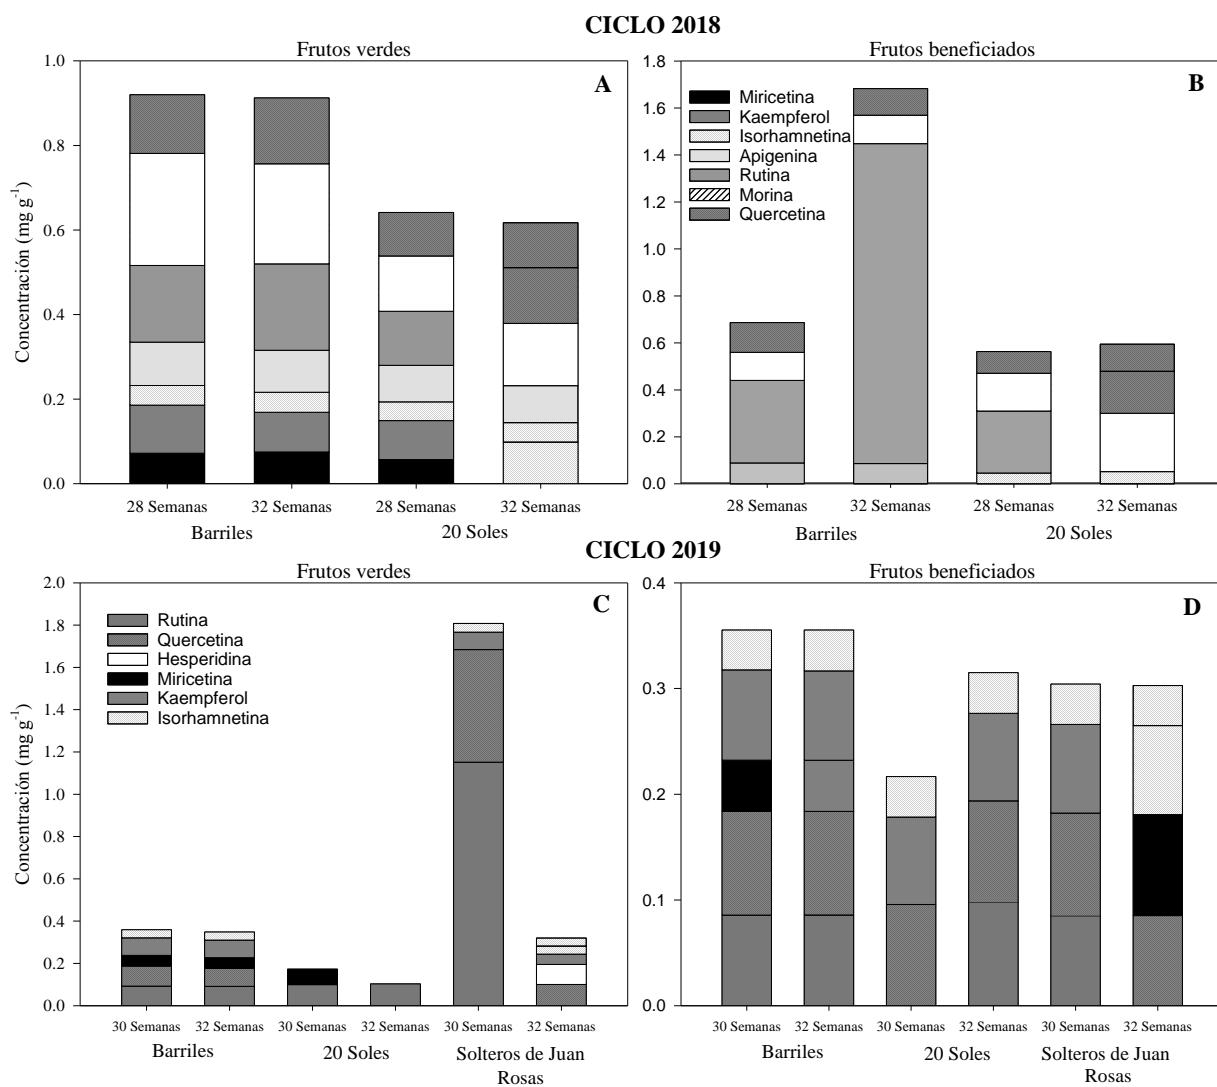 CICLO 2018
Frutos verdes
Frutos beneficiados
A
B
Concentración (mg g-1)
1.0
0.8
0.6
0.4
0.2
0.0
1.8
1.6
1.4
1.2
1.0
0.8
0.6
0.4
0.2
0.0
Miricetina
Kaempferol
Isorhamnetina
Apigenina
Rutina
Morina
Quercetina
28 Semanas 32 Semanas 28 Semanas 32 Semanas
Barriles 20 Soles
28 Semanas 32 Semanas 28 Semanas 32 Semanas
Barriles 20 Soles
CICLO 2019
Frutos verdes
Frutos beneficiados
C
D
Concentración (mg g-1)
2.0
1.8
1.6
1.4
1.2
1.0
0.8
0.6
0.4
0.2
0.0
Rutina
Quercetina
Hesperidina
Miricetina
Kaempferol
Isorhamnetina
0.4
0.3
0.2
0.1
0.0
30 Semanas 32 Semanas 30 Semanas 32 Semanas 30 Semanas 32 Semanas
Barriles 20 Soles Solteros de Juan
Rosas
30 Semanas 32 Semanas 30 Semanas 32 Semanas 30 Semanas 32 Semanas
Barriles 20 Soles Solteros de Juan
Rosas